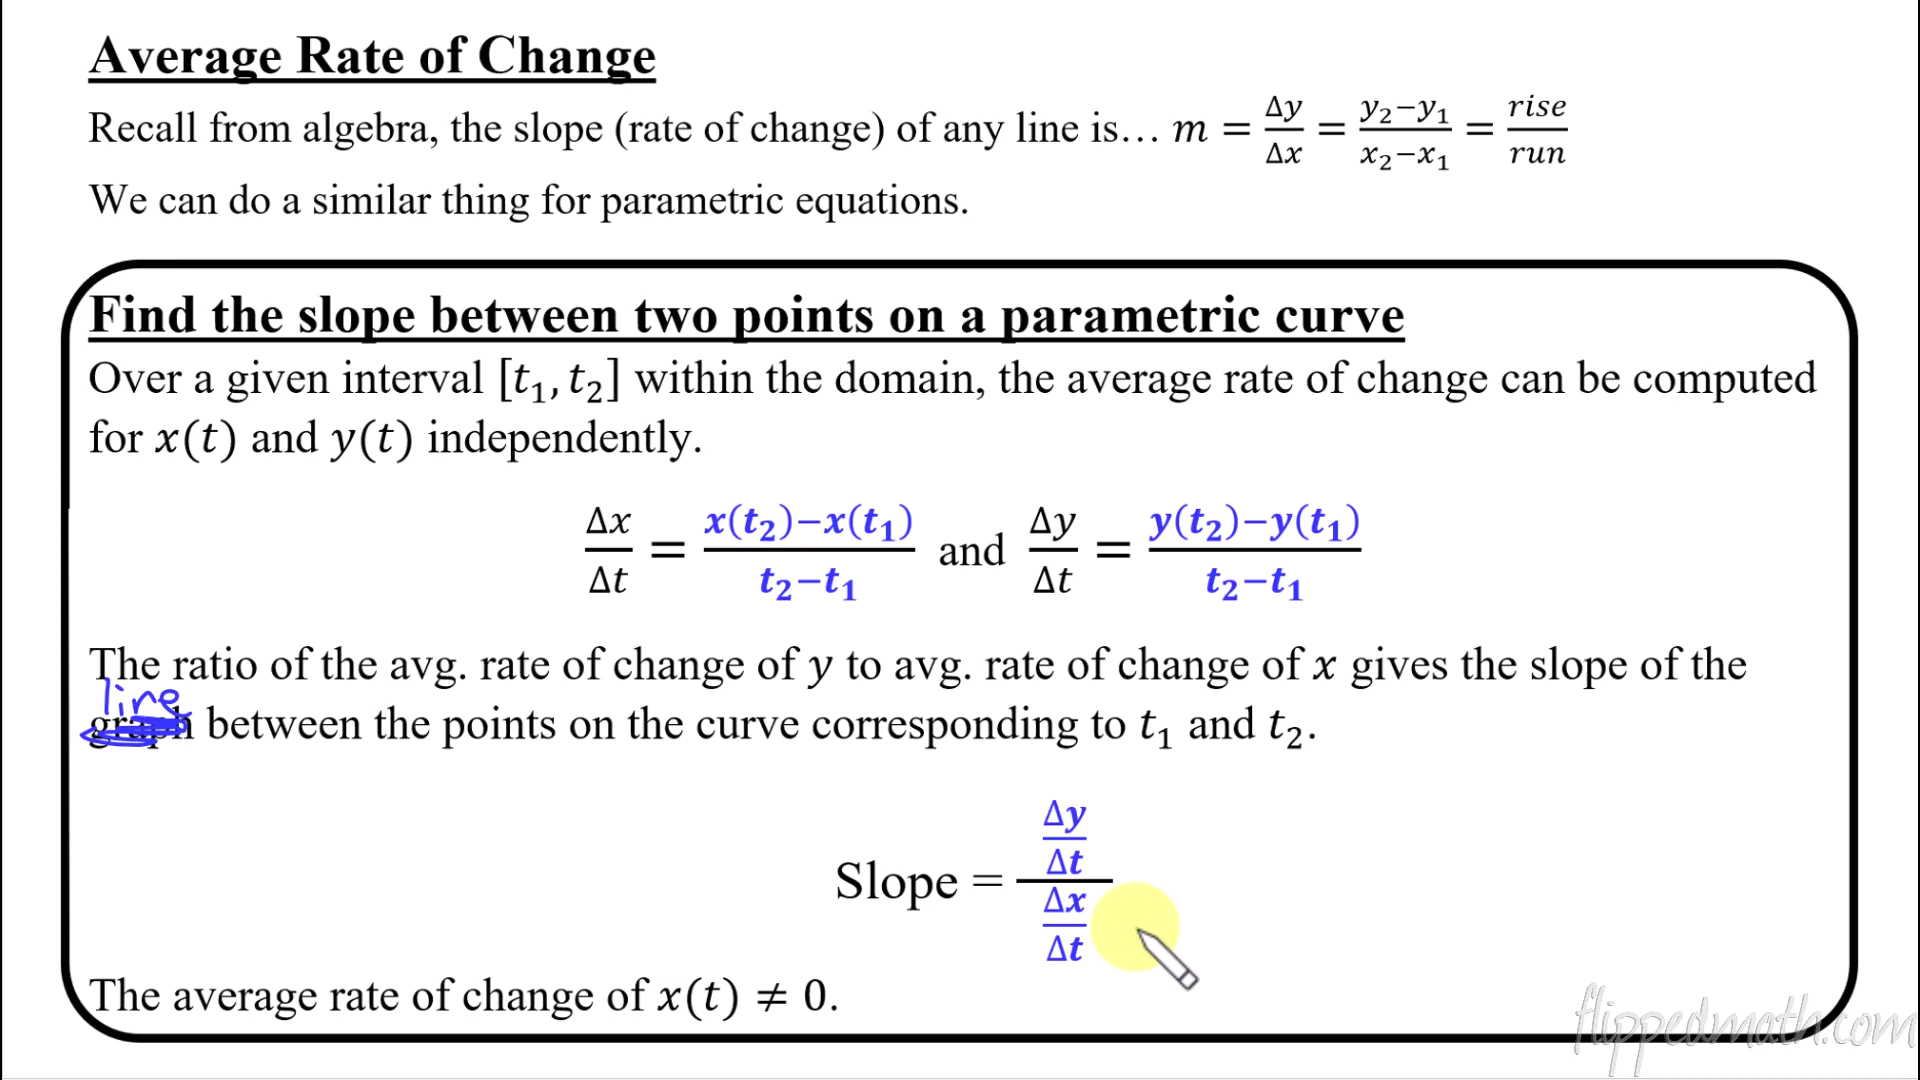 Average Rate of Change
Recall from algebra, the slope (rate of change) of any line is… m = Δy/Δx = y₂−y₁/x₂−x₁ = rise/run
We can do a similar thing for parametric equations.
Find the slope between two points on a parametric curve
Over a given interval [t₁, t₂] within the domain, the average rate of change can be computed
for x(t) and y(t) independently.
Δx/Δt = x(t₂)−x(t₁)/t₂−t₁ and Δy/Δt = y(t₂)−y(t₁)/t₂−t₁
The ratio of the avg. rate of change of y to avg. rate of change of x gives the slope of the
line
graph between the points on the curve corresponding to t₁ and t₂.
Slope = Δy/Δt / Δx/Δt
The average rate of change of x(t) ≠ 0.
flippedmath.com